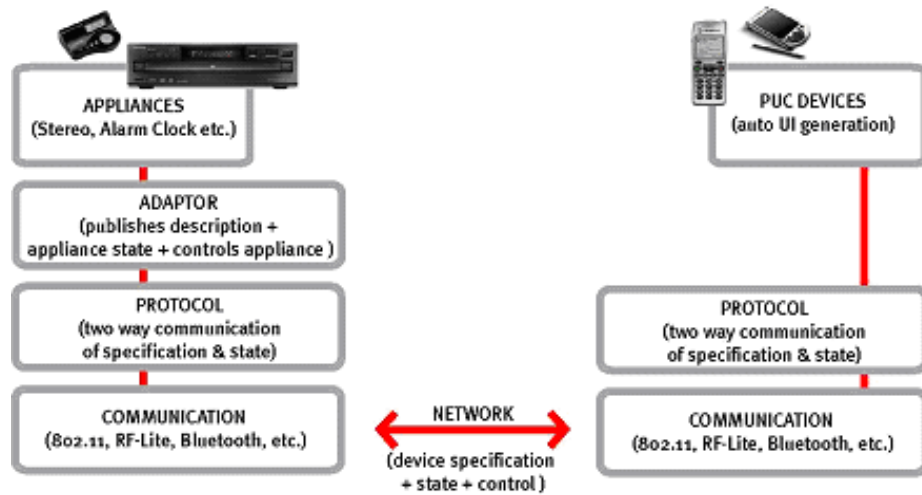 APPLIANCES
(Stereo, Alarm Clock etc.)
ADAPTOR
(publishes description +
appliance state + controls appliance )
PROTOCOL
(two way communication
of specification & state)
COMMUNICATION
(802.11, RF-Lite, Bluetooth, etc.)
NETWORK
(device specification
+ state + control )
PUC DEVICES
(auto UI generation)
PROTOCOL
(two way communication
of specification & state)
COMMUNICATION
(802.11, RF-Lite, Bluetooth, etc.)